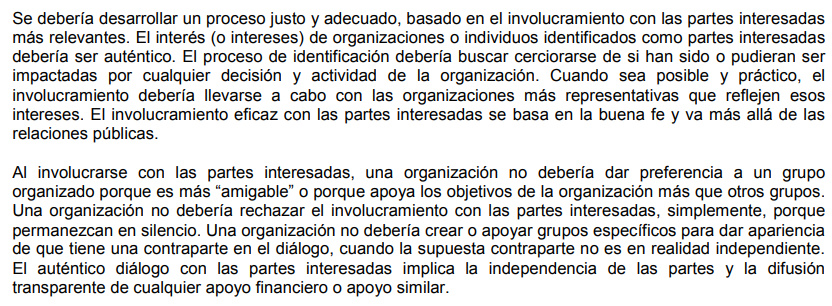 Se debería desarrollar un proceso justo y adecuado, basado en el involucramiento con las partes interesadas
más relevantes. El interés (o intereses) de organizaciones o individuos identificados como partes interesadas
debería ser auténtico. El proceso de identificación debería buscar cerciorarse de si han sido o pudieran ser
impactadas por cualquier decisión y actividad de la organización. Cuando sea posible y práctico, el
involucramiento debería llevarse a cabo con las organizaciones más representativas que reflejen esos
intereses. El involucramiento eficaz con las partes interesadas se basa en la buena fe y va más allá de las
relaciones públicas.
Al involucrarse con las partes interesadas, una organización no debería dar preferencia a un grupo
organizado porque es más “amigable” o porque apoya los objetivos de la organización más que otros grupos.
Una organización no debería rechazar el involucramiento con las partes interesadas, simplemente, porque
permanezcan en silencio. Una organización no debería crear o apoyar grupos específicos para dar apariencia
de que tiene una contraparte en el diálogo, cuando la supuesta contraparte no es en realidad independiente.
El auténtico diálogo con las partes interesadas implica la independencia de las partes y la difusión
transparente de cualquier apoyo financiero o apoyo similar.